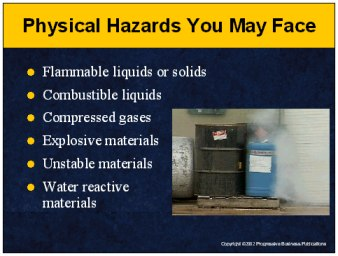 Physical Hazards You May Face
Flammable liquids or solids
Combustible liquids
Compressed gases
Explosive materials
Unstable materials
Water reactive
materials
Copyright ©2002 Progressive Business Publications